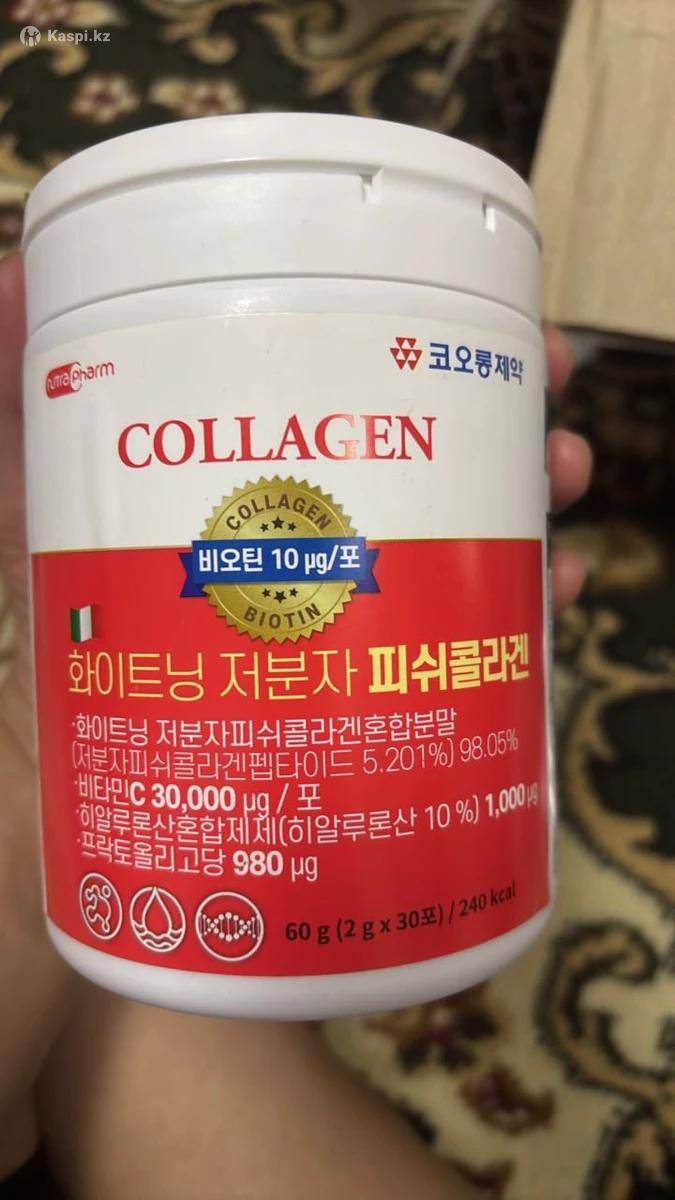 Kaspi.kz
nutraPharm
코오롱제약
COLLAGEN
COLLAGEN
비오틴 10 µg/포
BIOTIN
화이트닝 저분자 피쉬콜라겐
·화이트닝 저분자피쉬콜라겐혼합분말
(저분자피쉬콜라겐펩타이드 5.201%) 98.05%
·비타민C 30,000 µg / 포
·히알루론산혼합제제(히알루론산 10 %) 1,000 µg
·프락토올리고당 980 µg
60 g (2 g x 30포) / 240 kcal